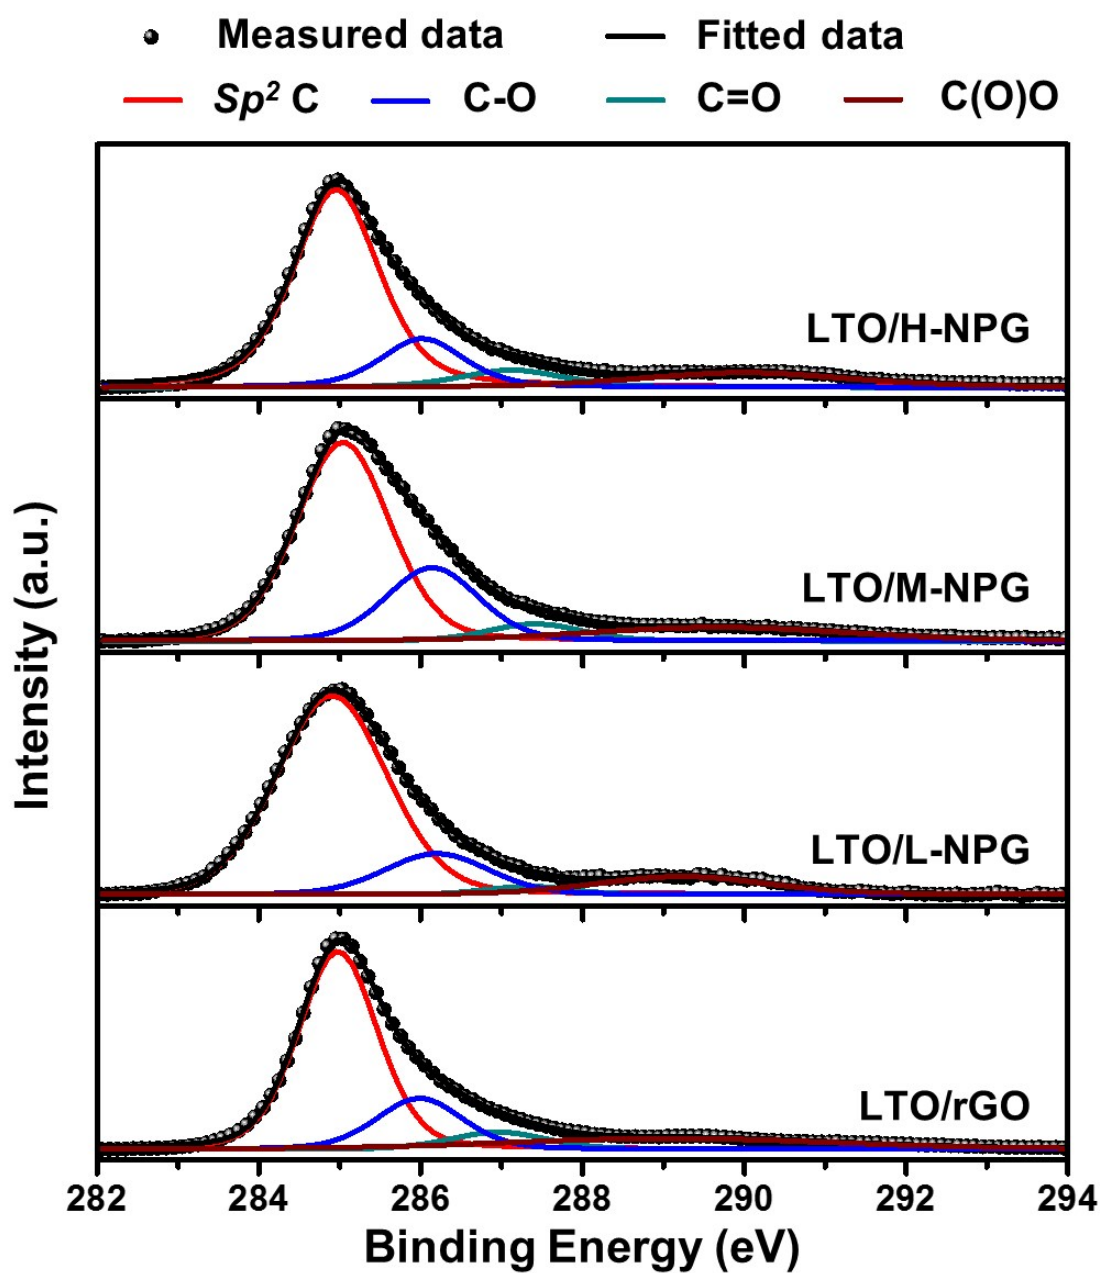 Measured data Fitted data
Sp² C C-O C=O C(O)O
LTO/H-NPG
LTO/M-NPG
LTO/L-NPG
LTO/rGO
Intensity (a.u.)
282 284 286 288 290 292 294
Binding Energy (eV)